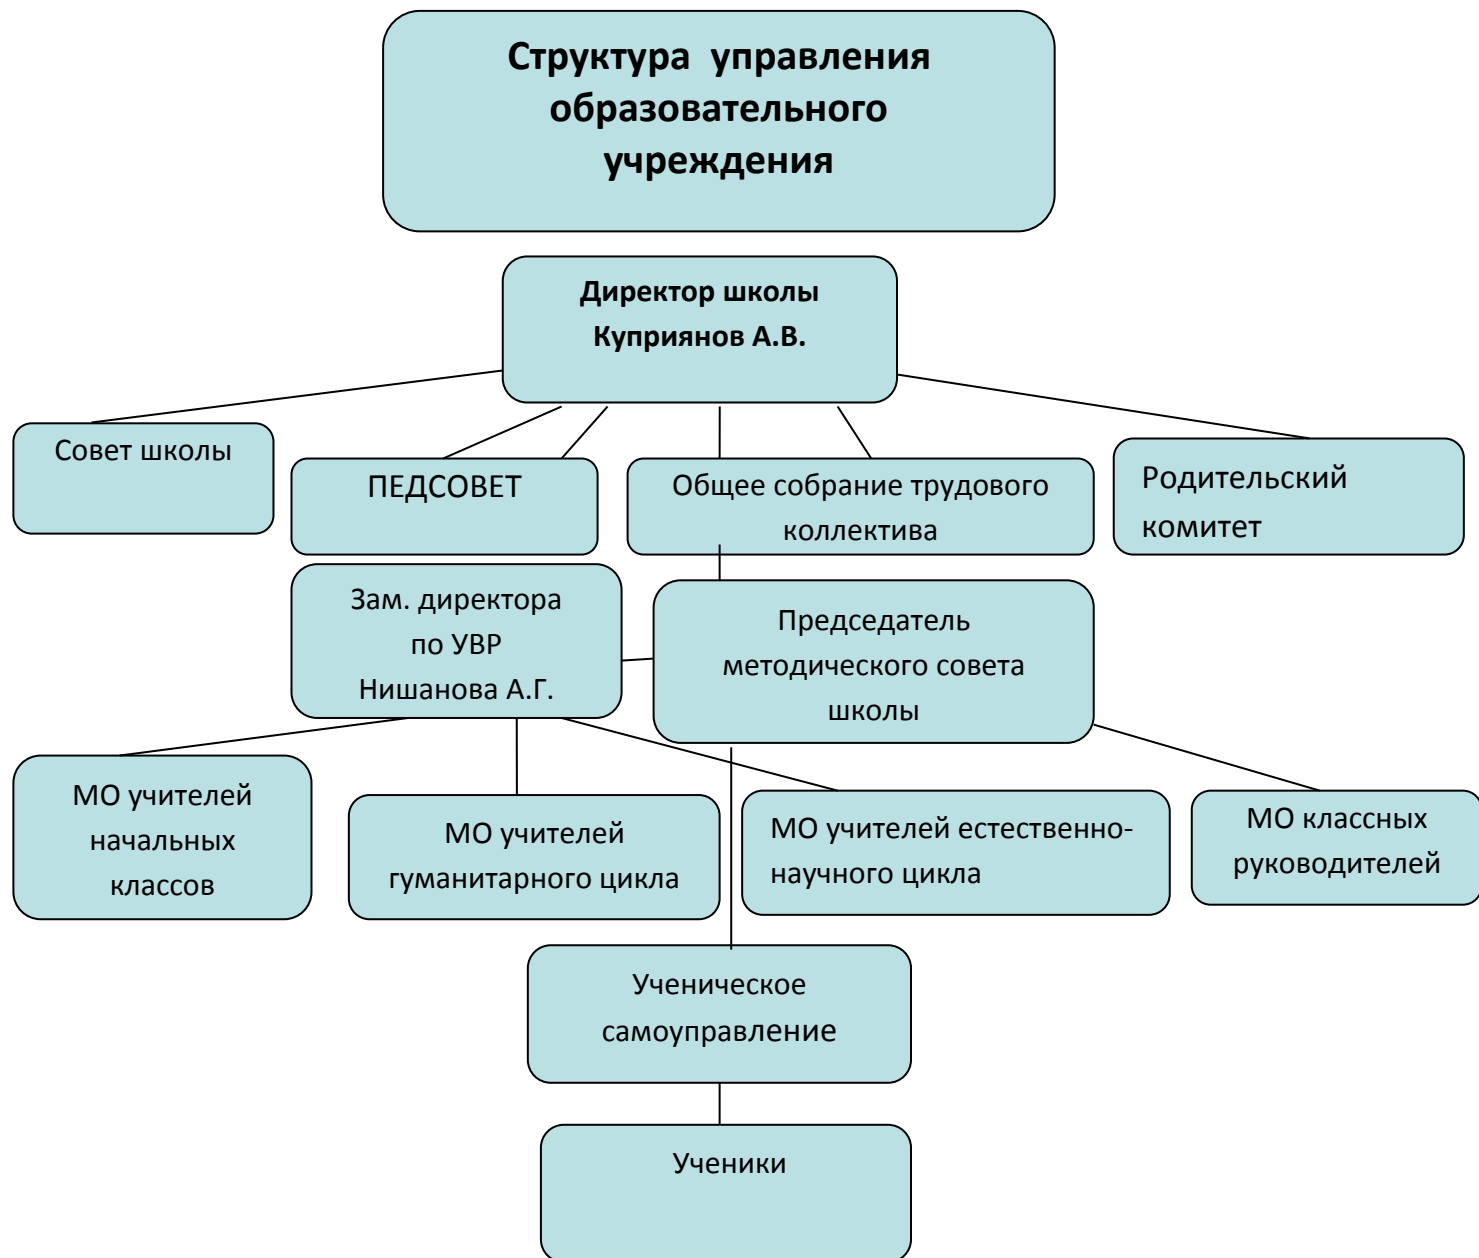 Структура управления
образовательного
учреждения
Директор школы
Куприянов А.В.
Совет школы
ПЕДСОВЕТ
Общее собрание трудового
коллектива
Родительский
комитет
Зам. директора
по УВР
Нишанова А.Г.
Председатель
методического совета
школы
МО учителей
начальных
классов
МО учителей
гуманитарного цикла
МО учителей естественно-
научного цикла
МО классных
руководителей
Ученическое
самоуправление
Ученики